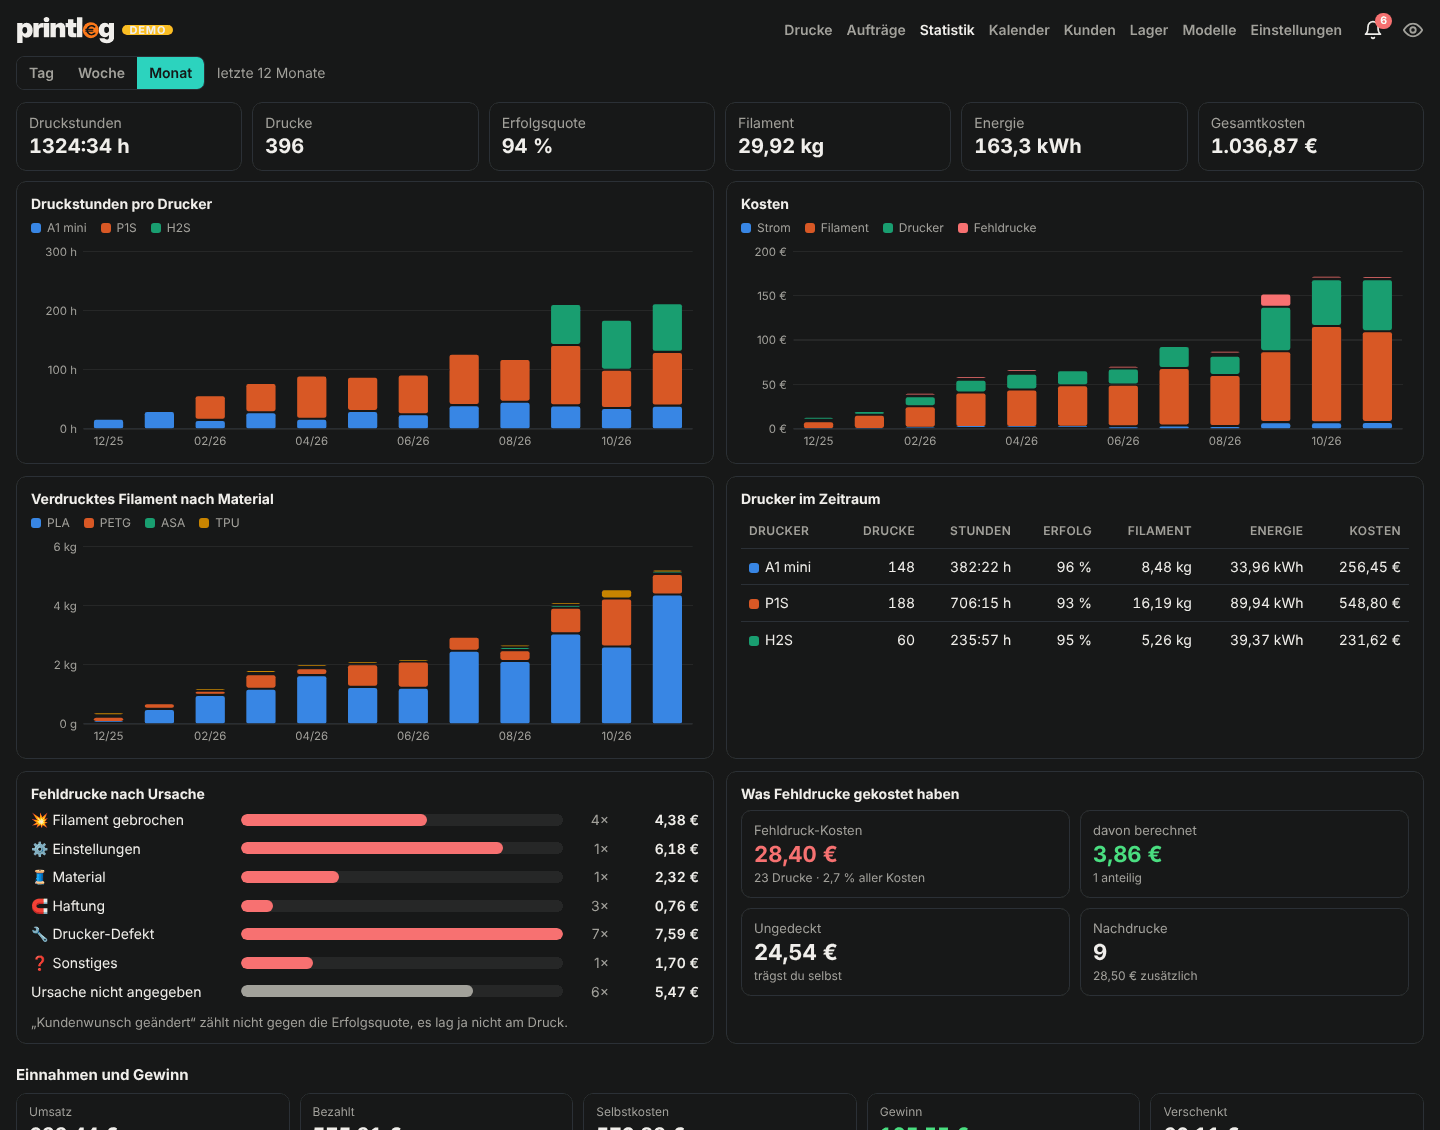 printlog DEMO
Drucke Aufträge Statistik Kalender Kunden Lager Modelle Einstellungen 6
Tag Woche Monat letzte 12 Monate
Druckstunden
1324:34 h
Drucke
396
Erfolgsquote
94 %
Filament
29,92 kg
Energie
163,3 kWh
Gesamtkosten
1.036,87 €
Druckstunden pro Drucker
A1 mini P1S H2S
300 h
200 h
100 h
0 h
12/25 02/26 04/26 06/26 08/26 10/26
Kosten
Strom Filament Drucker Fehldrucke
200 €
150 €
100 €
50 €
0 €
12/25 02/26 04/26 06/26 08/26 10/26
Verdrucktes Filament nach Material
PLA PETG ASA TPU
6 kg
4 kg
2 kg
0 g
12/25 02/26 04/26 06/26 08/26 10/26
Drucker im Zeitraum
DRUCKER DRUCKE STUNDEN ERFOLG FILAMENT ENERGIE KOSTEN
A1 mini 148 382:22 h 96 % 8,48 kg 33,96 kWh 256,45 €
P1S 188 706:15 h 93 % 16,19 kg 89,94 kWh 548,80 €
H2S 60 235:57 h 95 % 5,26 kg 39,37 kWh 231,62 €
Fehldrucke nach Ursache
💥 Filament gebrochen 4× 4,38 €
⚙️ Einstellungen 1× 6,18 €
🧵 Material 1× 2,32 €
🧲 Haftung 3× 0,76 €
🔧 Drucker-Defekt 7× 7,59 €
❓ Sonstiges 1× 1,70 €
Ursache nicht angegeben 6× 5,47 €
„Kundenwunsch geändert“ zählt nicht gegen die Erfolgsquote, es lag ja nicht am Druck.
Was Fehldrucke gekostet haben
Fehldruck-Kosten
28,40 €
23 Drucke · 2,7 % aller Kosten
davon berechnet
3,86 €
1 anteilig
Ungedeckt
24,54 €
trägst du selbst
Nachdrucke
9
28,50 € zusätzlich
Einnahmen und Gewinn
Umsatz
Bezahlt
Selbstkosten
Gewinn
Verschenkt